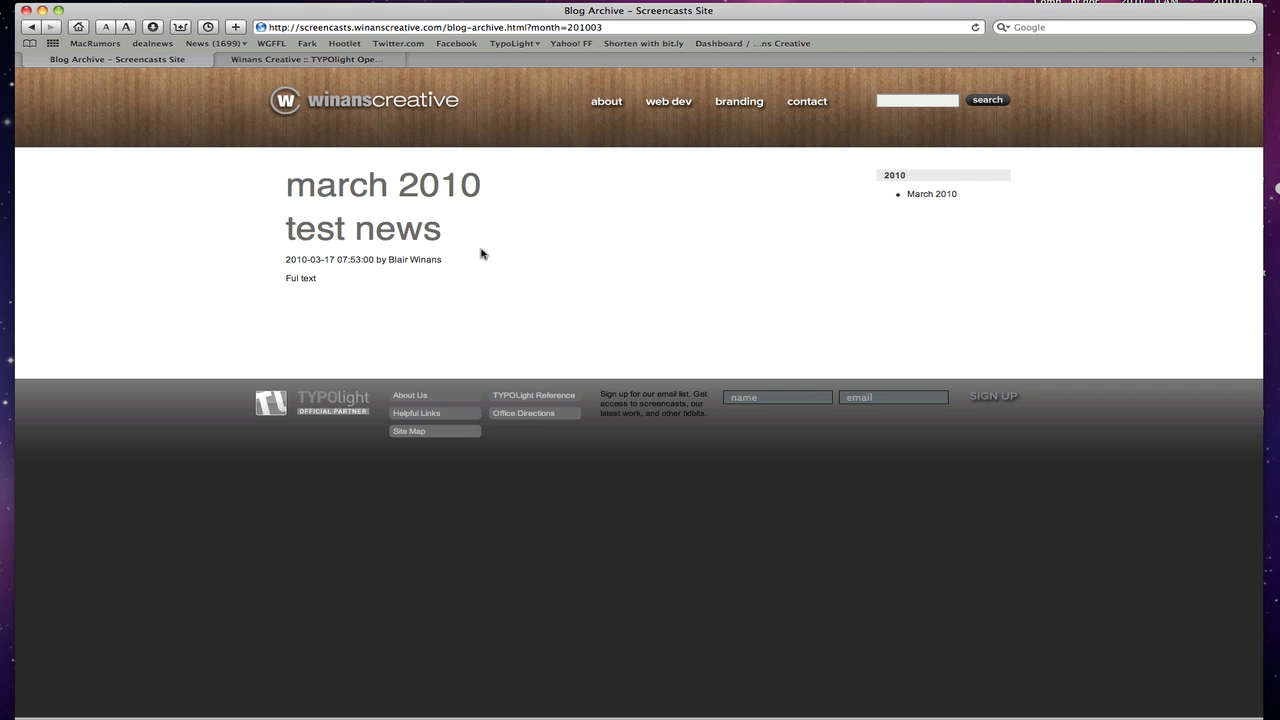 Blog Archive – Screencasts Site
http://screencasts.winanscreative.com/blog-archive.html?month=201003
Google
MacRumors dealnews News (1699) WGFFL Fark Hootlet Twitter.com Facebook TypoLight Yahoo! FF Shorten with bit.ly Dashboard / ...ns Creative
Blog Archive – Screencasts Site
Winans Creative :: TYPOlight Ope...
w winanscreative
about web dev branding contact
search
march 2010
test news
2010-03-17 07:53:00 by Blair Winans
Ful text
2010
March 2010
TYPOlight
OFFICIAL PARTNER
About Us
Helpful Links
Site Map
TYPOLight Reference
Office Directions
Sign up for our email list. Get
access to screencasts, our
latest work, and other tidbits.
name
email
SIGN UP